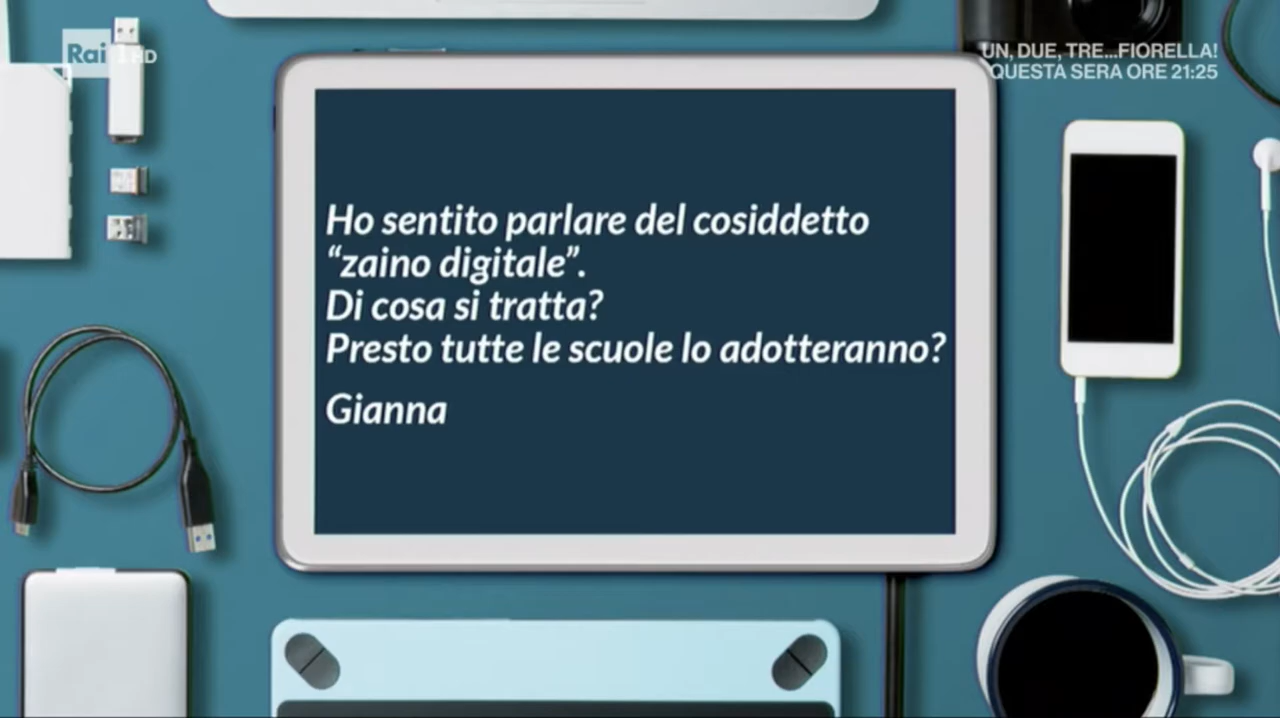 Rai 1 HD
UN, DUE, TRE...FIORELLA!
QUESTA SERA ORE 21:25
Ho sentito parlare del cosiddetto
“zaino digitale”.
Di cosa si tratta?
Presto tutte le scuole lo adotteranno?
Gianna